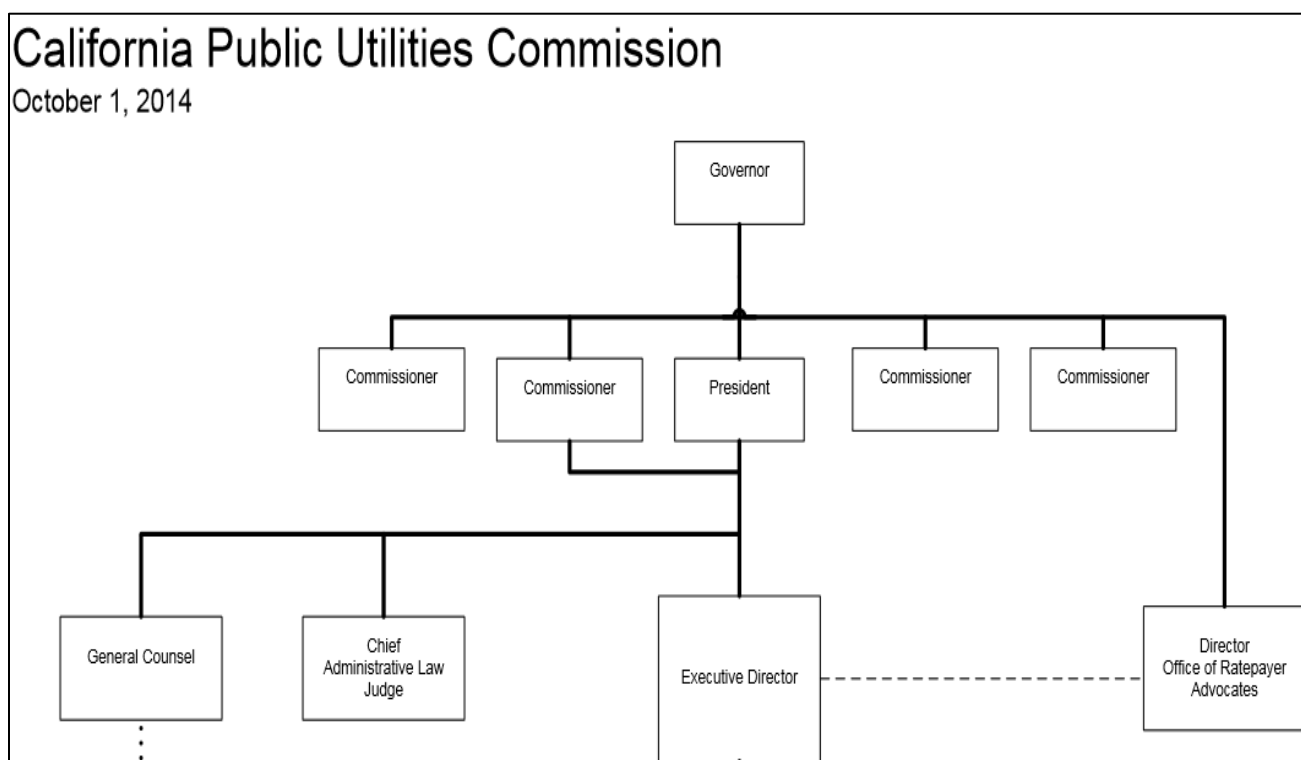 California Public Utilities Commission
October 1, 2014
Governor
Commissioner
Commissioner
President
Commissioner
Commissioner
General Counsel
Chief
Administrative Law
Judge
Executive Director
Director
Office of Ratepayer
Advocates